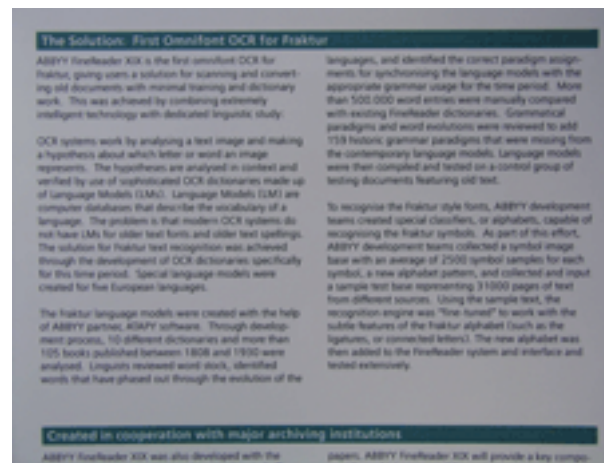 The Solution: First Omnifont OCR for Fraktur
ABBYY FineReader XIX is the first omnifont OCR for
Fraktur, giving users a solution for scanning and convert-
ing old documents with minimal training and dictionary
work. This was achieved by combining extremely
intelligent technology with dedicated linguistic study.
OCR systems work by analysing a text image and making
a hypothesis about which letter or word an image
represents. The hypotheses are analysed in context and
verified by use of sophisticated OCR dictionaries made up
of Language Models (LMs). Language Models (LM) are
computer databases that describe the vocabulary of a
language. The problem is that modern OCR systems do
not have LMs for older text fonts and older text spellings.
The solution for Fraktur text recognition was achieved
through the development of OCR dictionaries specifically
for this time period. Special language models were
created for five European languages.
The Fraktur language models were created with the help
of ABBYY partner, ATAPY software. Through develop-
ment process, 10 different dictionaries and more than
105 books published between 1808 and 1930 were
analysed. Linguists reviewed word stock, identified
words that have phased out through the evolution of the
languages, and identified the correct paradigm assign-
ments for synchronising the language models with the
appropriate grammar usage for the time period. More
than 500.000 word entries were manually compared
with existing FineReader dictionaries. Grammatical
paradigms and word evolutions were reviewed to add
159 historic grammar paradigms that were missing from
the contemporary language models. Language models
were then compiled and tested on a control group of
testing documents featuring old text.
To recognise the Fraktur style fonts, ABBYY development
teams created special classifiers, or alphabets, capable of
recognising the Fraktur symbols. As part of this effort,
ABBYY development teams collected a symbol image
base with an average of 2500 symbol samples for each
symbol, a new alphabet pattern, and collected and input
a sample text base representing 31000 pages of text
from different sources. Using the sample text, the
recognition engine was "fine-tuned" to work with the
subtle features of the Fraktur alphabet (such as the
ligatures, or connected letters). The new alphabet was
then added to the FineReader system and interface and
tested extensively.
Created in cooperation with major archiving institutions
ABBYY FineReader XIX was also developed with the
papers. ABBYY FineReader XIX will provide a key compo-